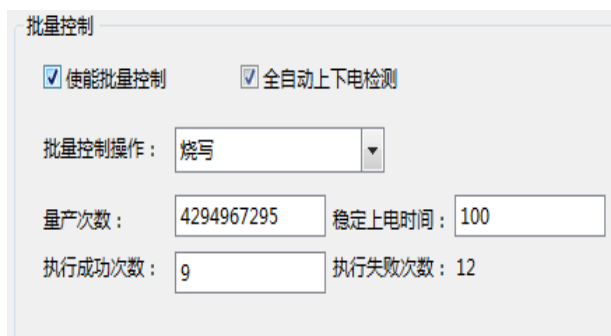 批量控制
使能批量控制 全自动上下电检测
批量控制操作： 烧写
量产次数： 4294967295 稳定上电时间： 100
执行成功次数： 9 执行失败次数： 12